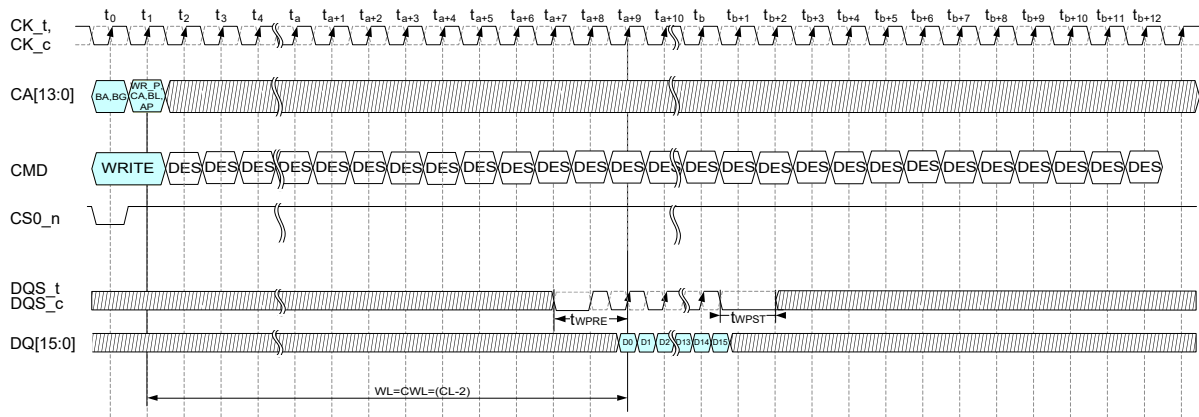 t0 t1 t2 t3 t4 ta ta+1 ta+2 ta+3 ta+4 ta+5 ta+6 ta+7 ta+8 ta+9 ta+10 tb tb+1 tb+2 tb+3 tb+4 tb+5 tb+6 tb+7 tb+8 tb+9 tb+10 tb+11 tb+12
CK_t,
CK_c
CA[13:0] BA,BG WR_P, CA,BL, AP
CMD WRITE DES DES DES DES DES DES DES DES DES DES DES DES DES DES DES DES DES DES DES DES DES DES DES DES DES DES DES
CS0_n
DQS_t
DQS_c
tWPRE tWPST
DQ[15:0] D0 D1 D2 D13 D14 D15
WL=CWL=(CL-2)